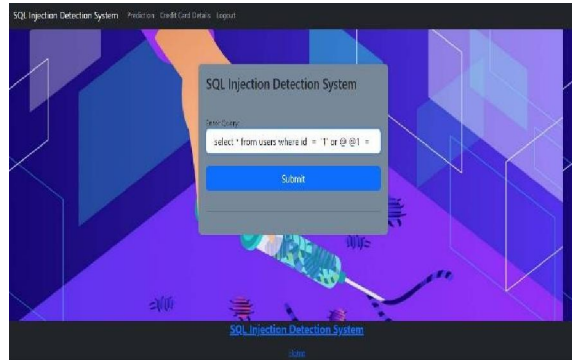 SQL Injection Detection System Prediction Credit Card Details Logout
SQL Injection Detection System
Enter Query:
select * from users where id = '1' or @ @1 =
Submit
SQL Injection Detection System